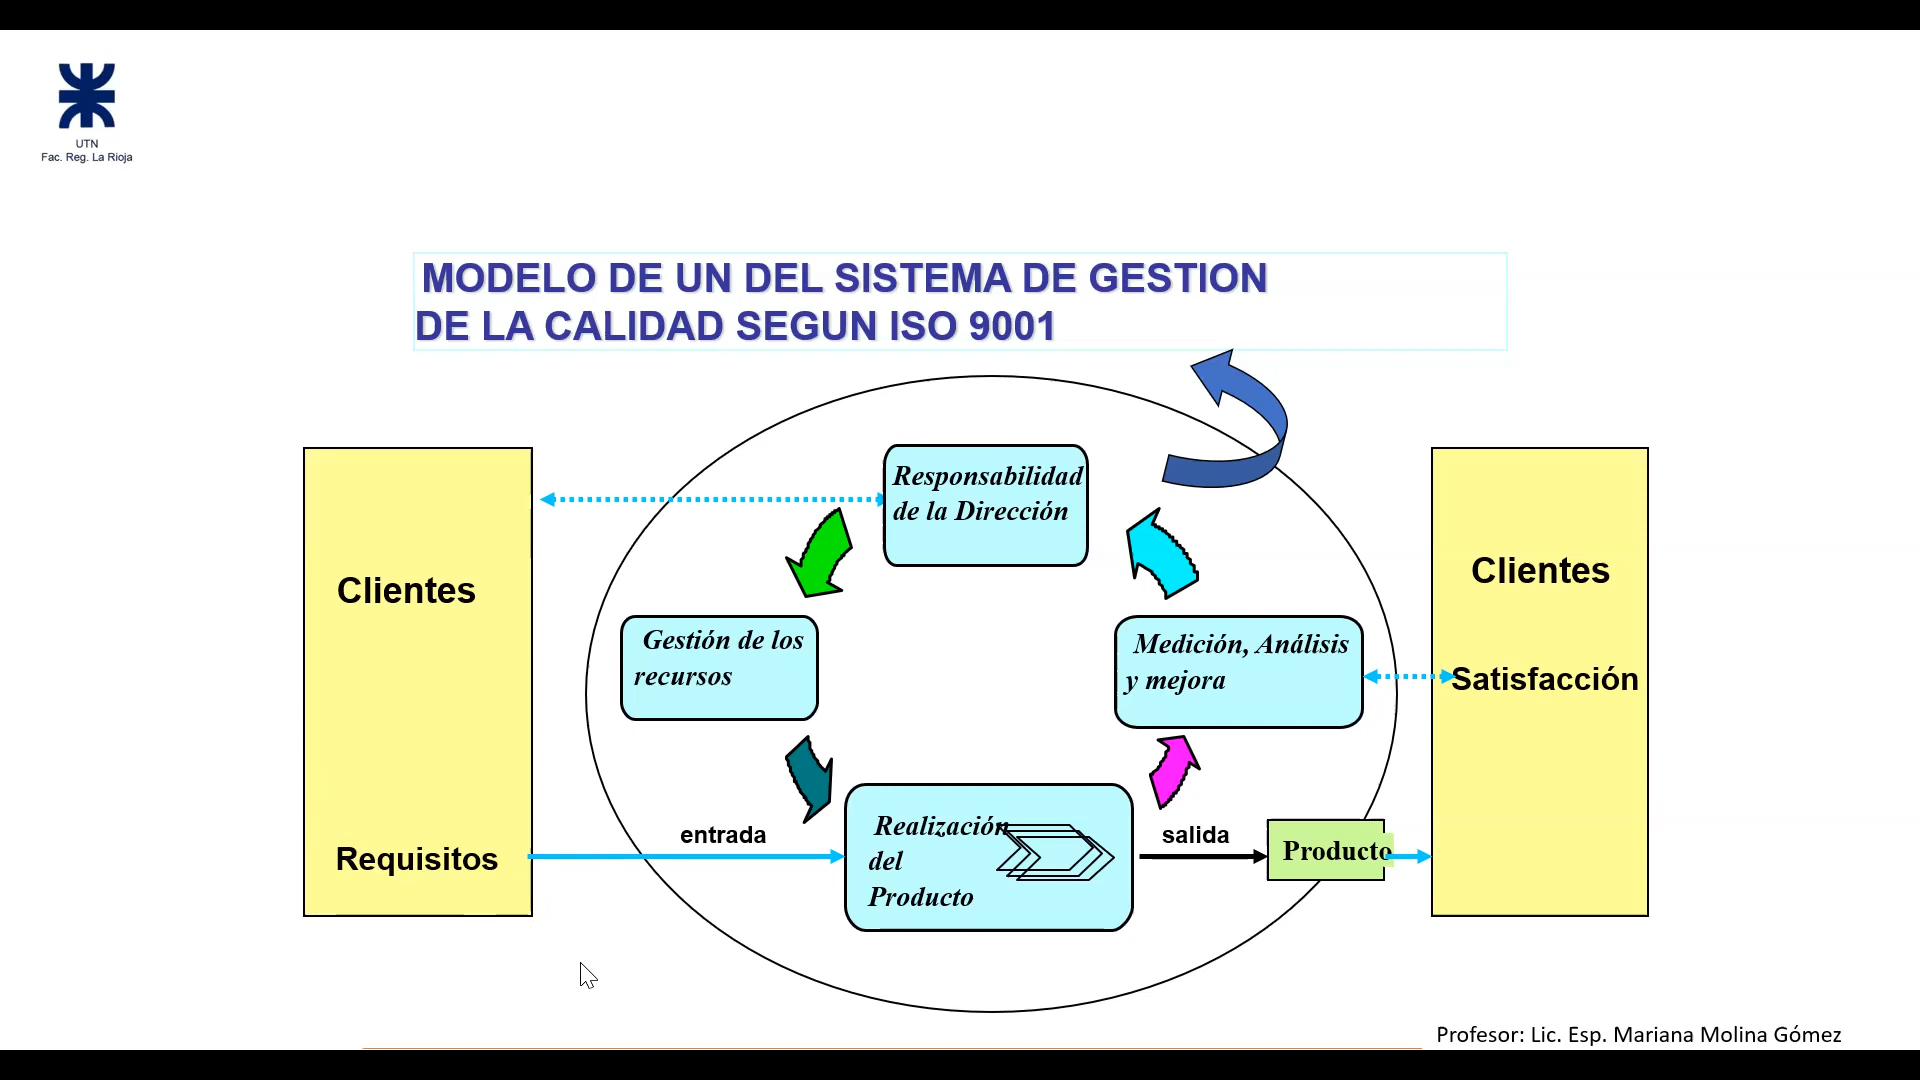 UTN
Fac. Reg. La Rioja
MODELO DE UN DEL SISTEMA DE GESTION
DE LA CALIDAD SEGUN ISO 9001
Responsabilidad
de la Dirección
Clientes
Clientes
Gestión de los
recursos
Medición, Análisis
y mejora
Satisfacción
Requisitos
entrada
Realización
del
Producto
salida
Producto
Profesor: Lic. Esp. Mariana Molina Gómez